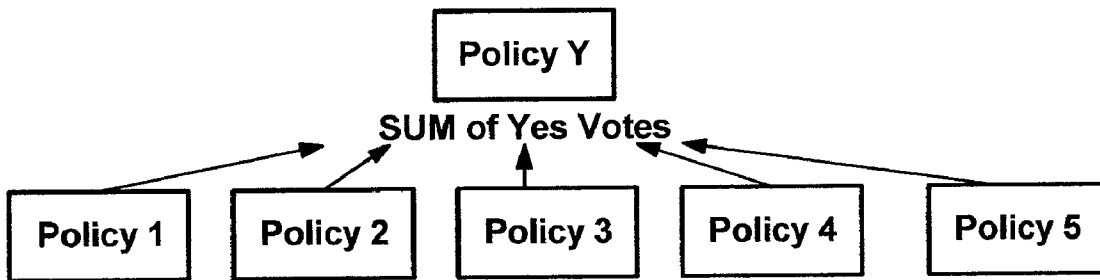 Policy Y
SUM of Yes Votes
Policy 1
Policy 2
Policy 3
Policy 4
Policy 5